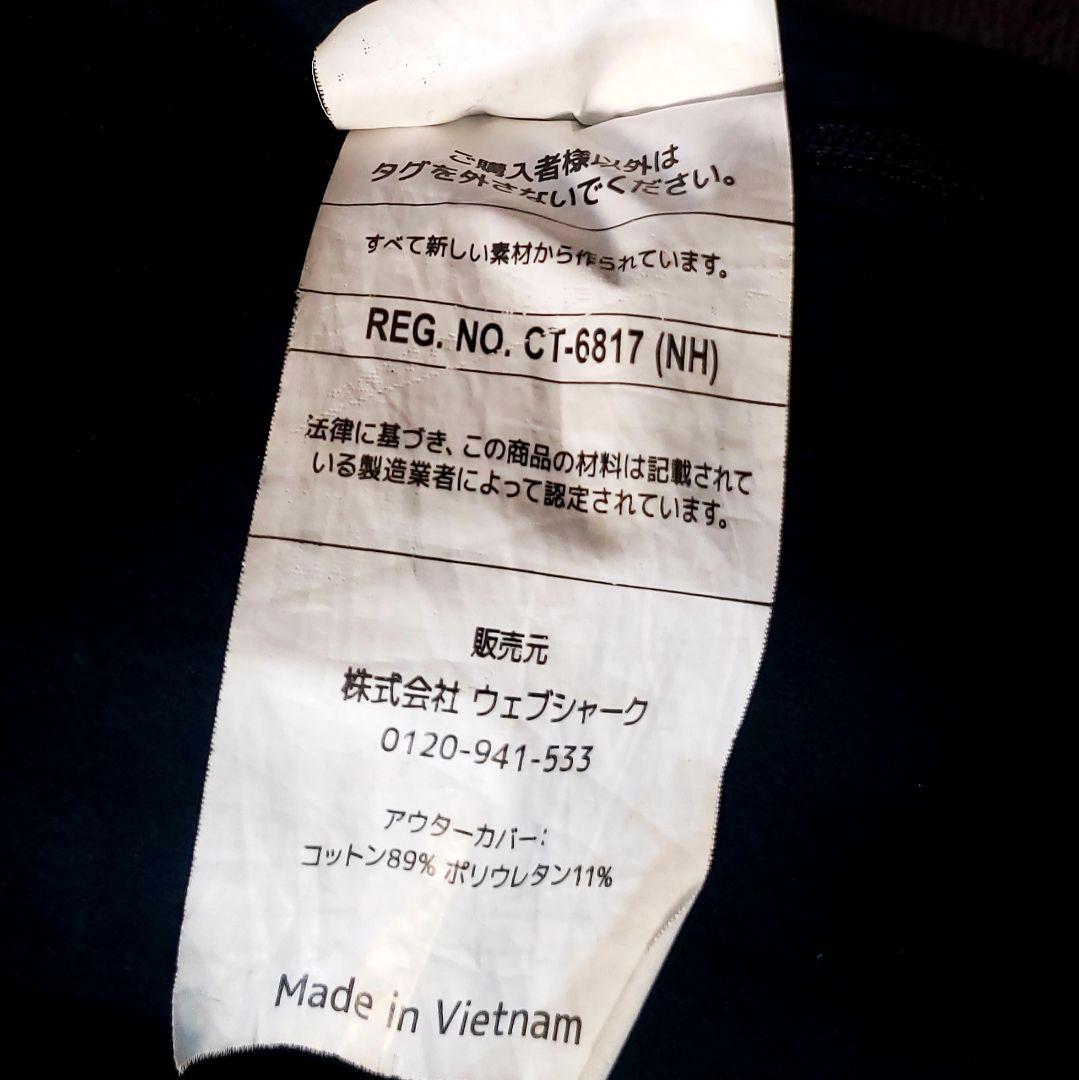 ご購入者様以外は
タグを外さないでください。
すべて新しい素材から作られています。
REG. NO. CT-6817 (NH)
法律に基づき、この商品の材料は記載されて
いる製造業者によって認定されています。
販売元
株式会社 ウェブシャーク
0120-941-533
アウターカバー:
コットン89% ポリウレタン11%
Made in Vietnam